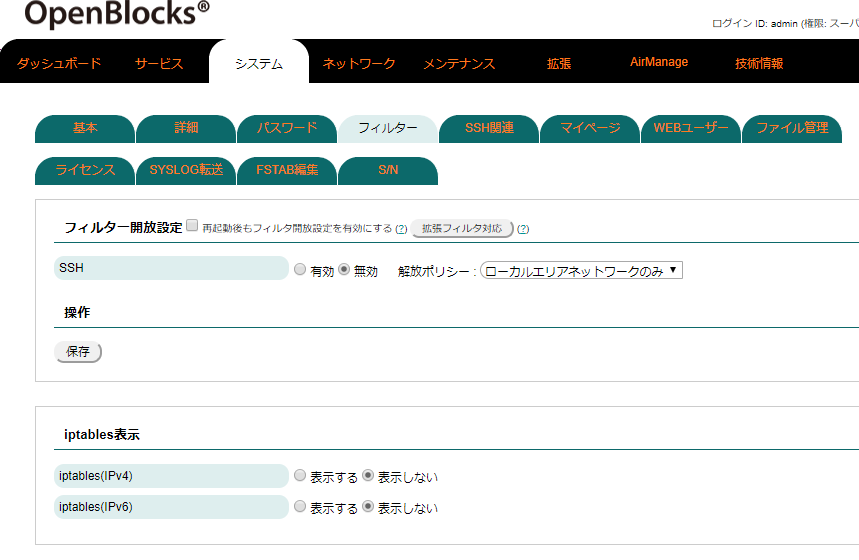 OpenBlocks®
ログイン ID: admin (権限: スーパ
ダッシュボード サービス システム ネットワーク メンテナンス 拡張 AirManage 技術情報
基本 詳細 パスワード フィルター SSH関連 マイページ WEBユーザー ファイル管理
ライセンス SYSLOG転送 FSTAB編集 S/N
フィルター開放設定 再起動後もフィルタ開放設定を有効にする (?) 拡張フィルタ対応 (?)
SSH 有効 無効 解放ポリシー : ローカルエリアネットワークのみ ▼
操作
保存
iptables表示
iptables(IPv4) 表示する 表示しない
iptables(IPv6) 表示する 表示しない